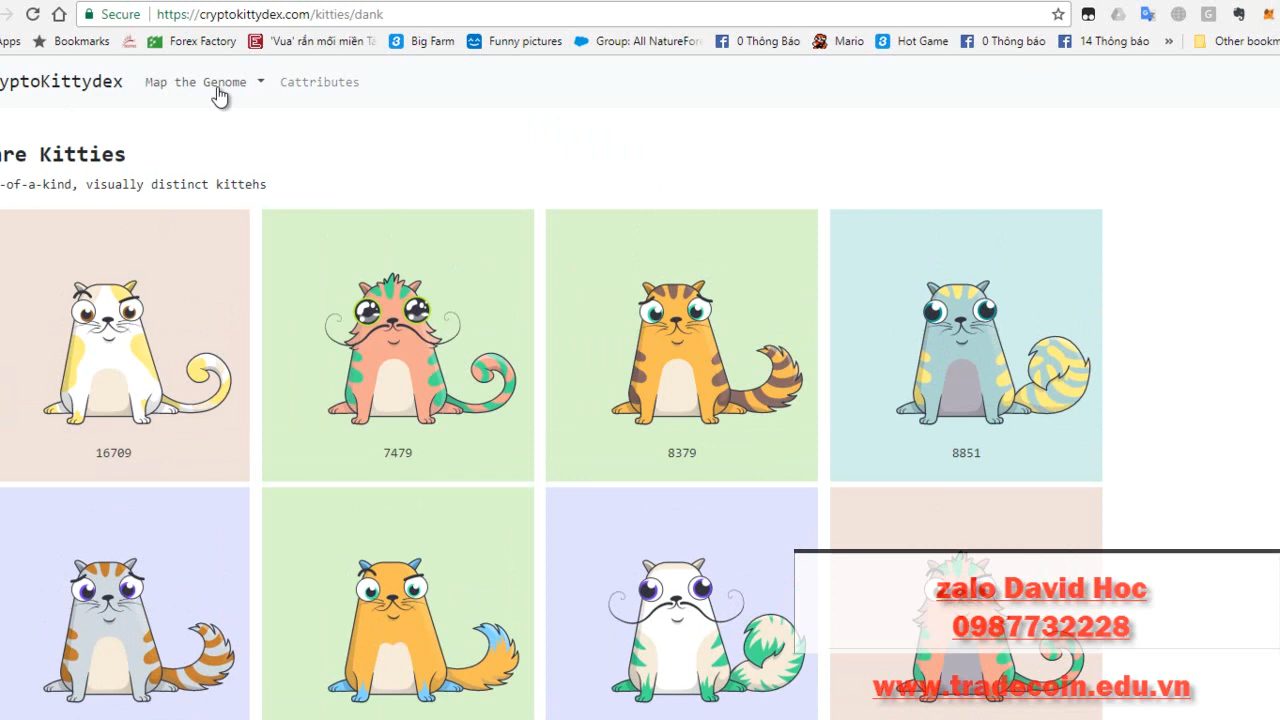 Secure https://cryptokittydex.com/kitties/dank
Apps Bookmarks Forex Factory 'Vua' rắn mối miền Tâ Big Farm Funny pictures Group: All NatureFore 0 Thông Báo Mario Hot Game 0 Thông Báo 14 Thông báo » Other bookm
yptoKittydex Map the Genome Cattributes
re Kitties
-of-a-kind, visually distinct kittehs
16709 7479 8379 8851
zalo David Hoc
0987732228
www.tradecoin.edu.vn